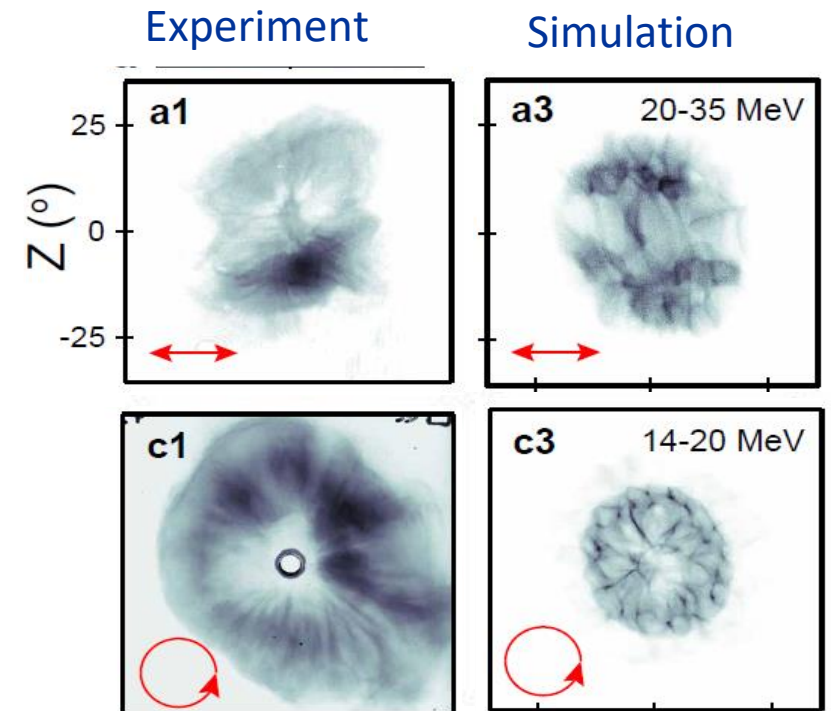 Experiment
Simulation
a1
a3 20-35 MeV
25
0
-25
Z (º)
c1
c3 14-20 MeV